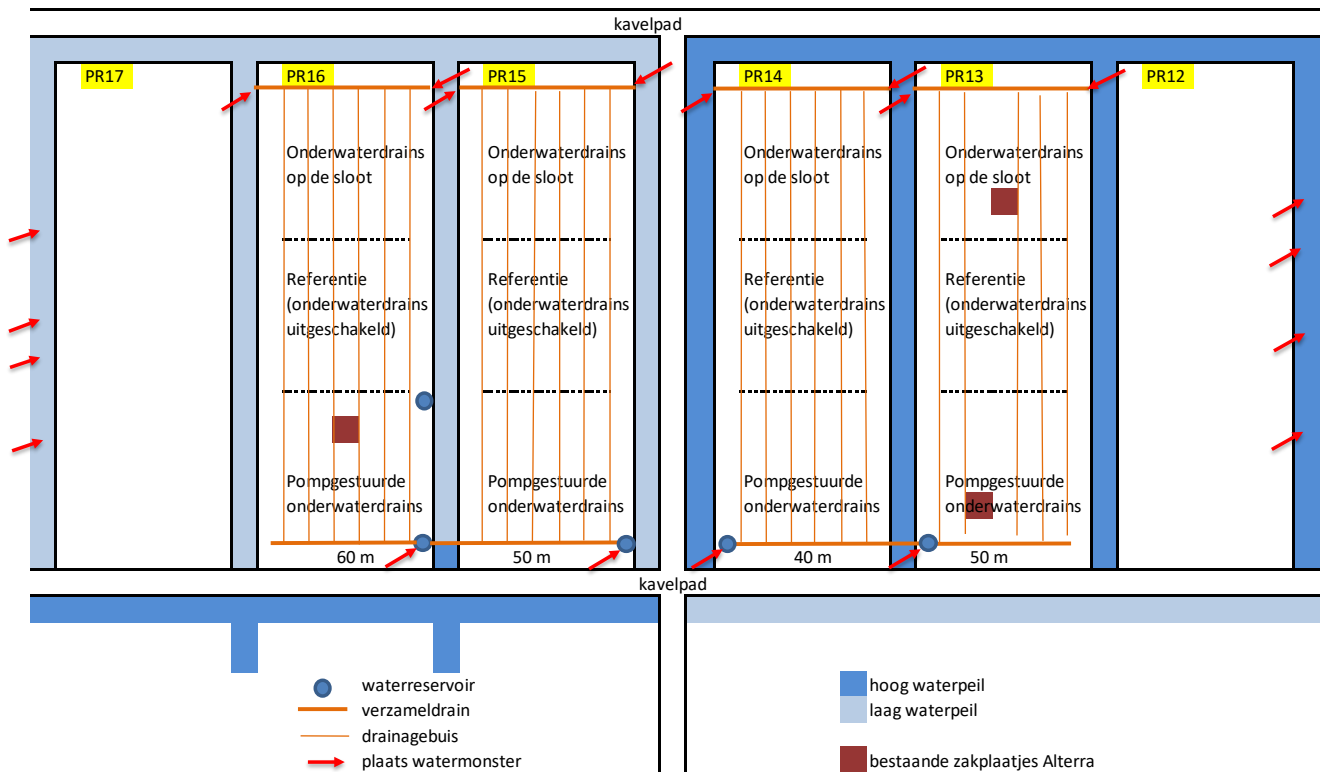 kavelpad
PR17
PR16
PR15
PR14
PR13
PR12
Onderwaterdrains
op de sloot
Onderwaterdrains
op de sloot
Onderwaterdrains
op de sloot
Onderwaterdrains
op de sloot
Referentie
(onderwaterdrains
uitgeschakeld)
Referentie
(onderwaterdrains
uitgeschakeld)
Referentie
(onderwaterdrains
uitgeschakeld)
Referentie
(onderwaterdrains
uitgeschakeld)
Pompgestuurde
onderwaterdrains
Pompgestuurde
onderwaterdrains
Pompgestuurde
onderwaterdrains
Pompgestuurde
onderwaterdrains
60 m
50 m
40 m
50 m
kavelpad
waterreservoir
verzameldrain
drainagebuis
plaats watermonster
hoog waterpeil
laag waterpeil
bestaande zakplaatjes Alterra